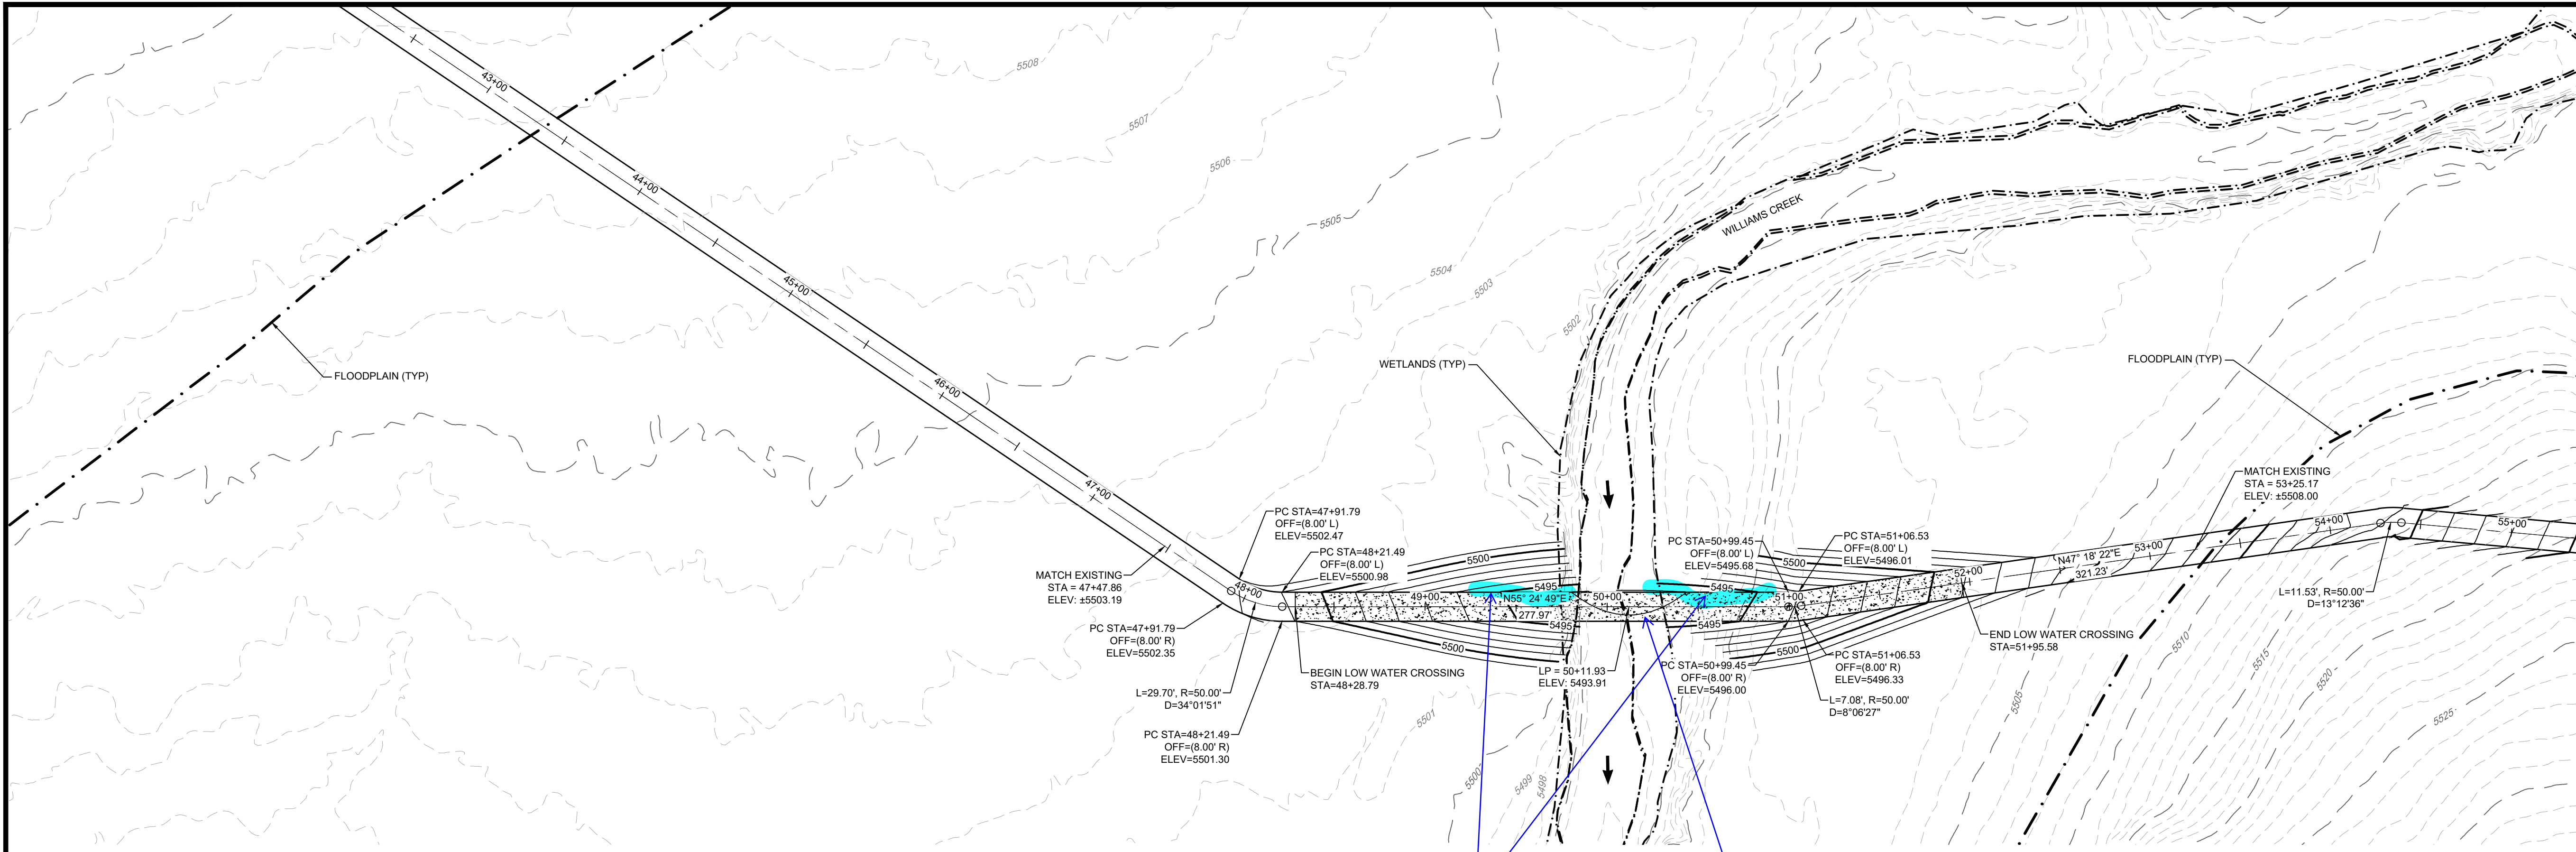 43+00
44+00
45+00
46+00
47+00
48+00
49+00
50+00
51+00
52+00
53+00
54+00
55+00
5508
5507
5506
5505
5504
5503
5502
WILLIAMS CREEK
FLOODPLAIN (TYP)
WETLANDS (TYP)
FLOODPLAIN (TYP)
MATCH EXISTING
STA = 47+47.86
ELEV: ±5503.19
PC STA=47+91.79
OFF=(8.00' L)
ELEV=5502.47
PC STA=48+21.49
OFF=(8.00' L)
ELEV=5500.98
PC STA=47+91.79
OFF=(8.00' R)
ELEV=5502.35
L=29.70', R=50.00'
D=34°01'51"
PC STA=48+21.49
OFF=(8.00' R)
ELEV=5501.30
BEGIN LOW WATER CROSSING
STA=48+28.79
5500
5495
N55° 24' 49"E
277.97'
5495
5500
LP = 50+11.93
ELEV: 5493.91
PC STA=50+99.45
OFF=(8.00' L)
ELEV=5495.68
PC STA=51+06.53
OFF=(8.00' L)
ELEV=5496.01
5500
5495
5495
5500
PC STA=50+99.45
OFF=(8.00' R)
ELEV=5496.00
PC STA=51+06.53
OFF=(8.00' R)
ELEV=5496.33
L=7.08', R=50.00'
D=8°06'27"
END LOW WATER CROSSING
STA=51+95.58
N47° 18' 22"E
321.23'
MATCH EXISTING
STA = 53+25.17
ELEV: ±5508.00
L=11.53', R=50.00'
D=13°12'36"
5501
5500
5499
5498
5505
5510
5515
5520
5525